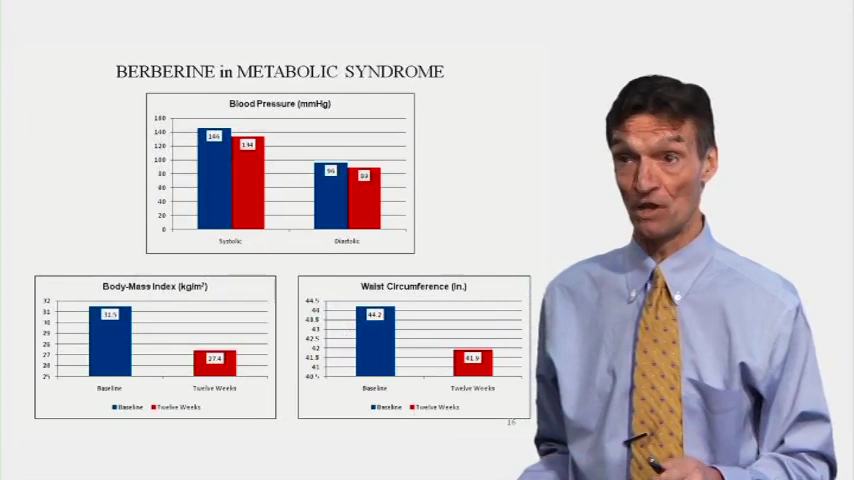 BERBERINE in METABOLIC SYNDROME
Blood Pressure (mmHg)
160
140
120
100
80
60
40
20
0
146
134
96
89
Systolic
Diastolic
Body-Mass Index (kg/m²)
32
31
30
29
28
27
26
25
31.5
27.4
Baseline
Twelve Weeks
Baseline Twelve Weeks
Waist Circumference (In.)
44.5
44
43.5
43
42.5
42
41.5
41
40.5
44.2
41.9
Baseline
Twelve Weeks
Baseline Twelve Weeks
16